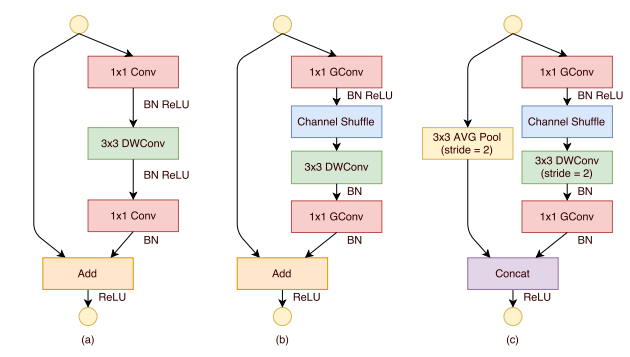 1x1 Conv
BN ReLU
3x3 DWConv
BN ReLU
1x1 Conv
BN
Add
ReLU
(a)
1x1 GConv
BN ReLU
Channel Shuffle
3x3 DWConv
BN
1x1 GConv
BN
Add
ReLU
(b)
3x3 AVG Pool
(stride = 2)
1x1 GConv
BN ReLU
Channel Shuffle
3x3 DWConv
(stride = 2)
BN
1x1 GConv
BN
Concat
ReLU
(c)